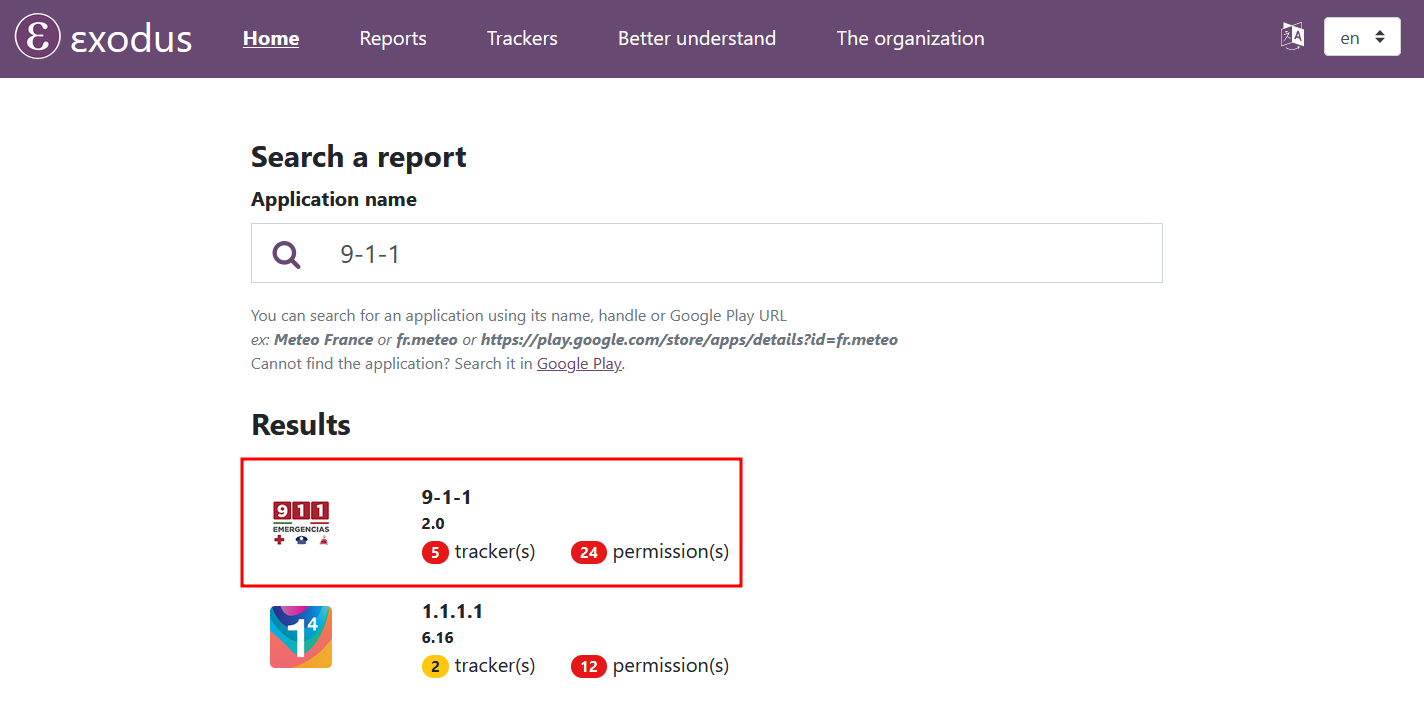 εxodus Home Reports Trackers Better understand The organization en
Search a report
Application name
9-1-1
You can search for an application using its name, handle or Google Play URL
ex: Meteo France or fr.meteo or https://play.google.com/store/apps/details?id=fr.meteo
Cannot find the application? Search it in Google Play.
Results
911
EMERGENCIAS
9-1-1
2.0
5 tracker(s) 24 permission(s)
1⁴
1.1.1.1
6.16
2 tracker(s) 12 permission(s)